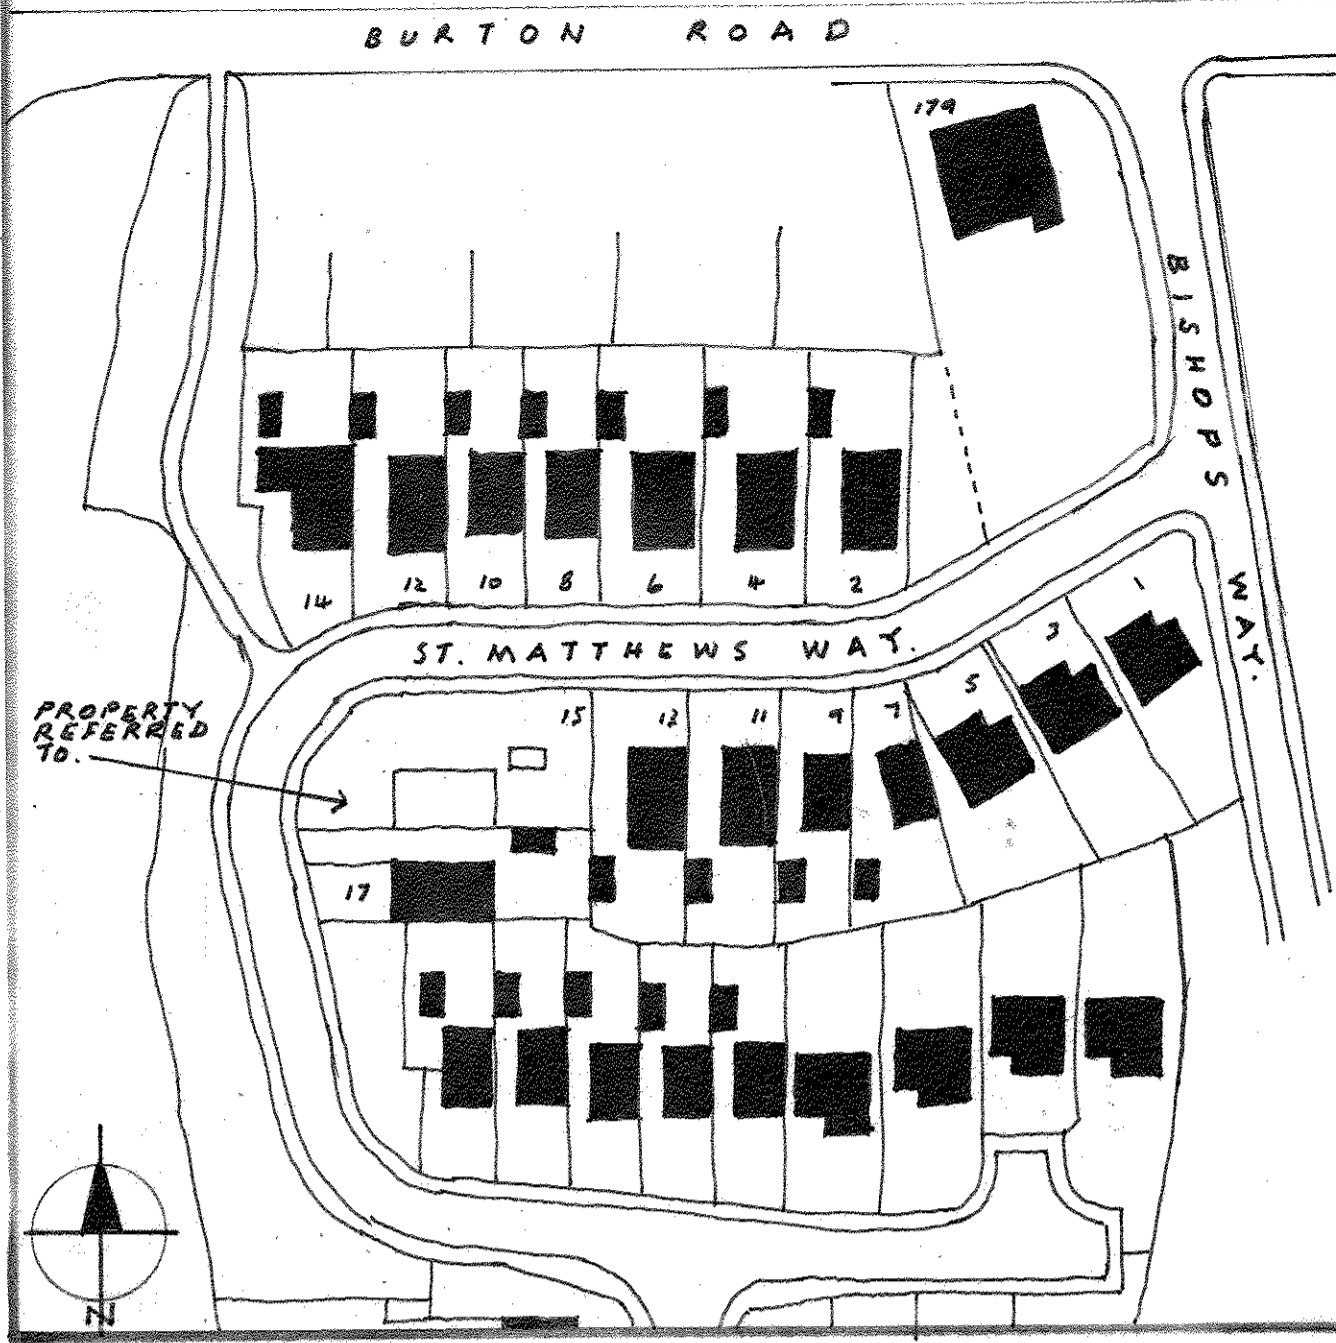 BURTON ROAD
179
BISHOPS WAY.
14 12 10 8 6 4 2
ST. MATTHEWS WAY.
1
3
5
15 13 11 9 7
PROPERTY
REFERRED
TO.
17
N